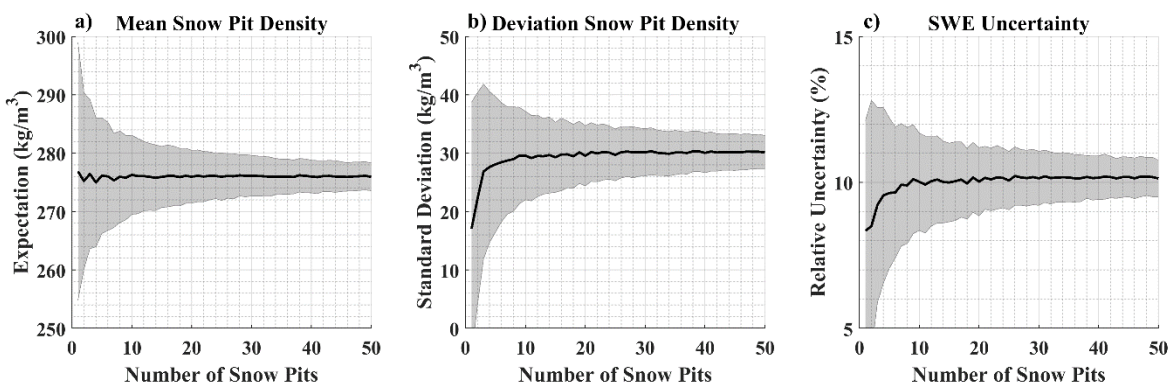 a) Mean Snow Pit Density
300
290
280
270
260
250
Expectation (kg/m³)
0 10 20 30 40 50
Number of Snow Pits
b) Deviation Snow Pit Density
50
40
30
20
10
0
Standard Deviation (kg/m³)
0 10 20 30 40 50
Number of Snow Pits
c) SWE Uncertainty
15
10
5
Relative Uncertainty (%)
0 10 20 30 40 50
Number of Snow Pits